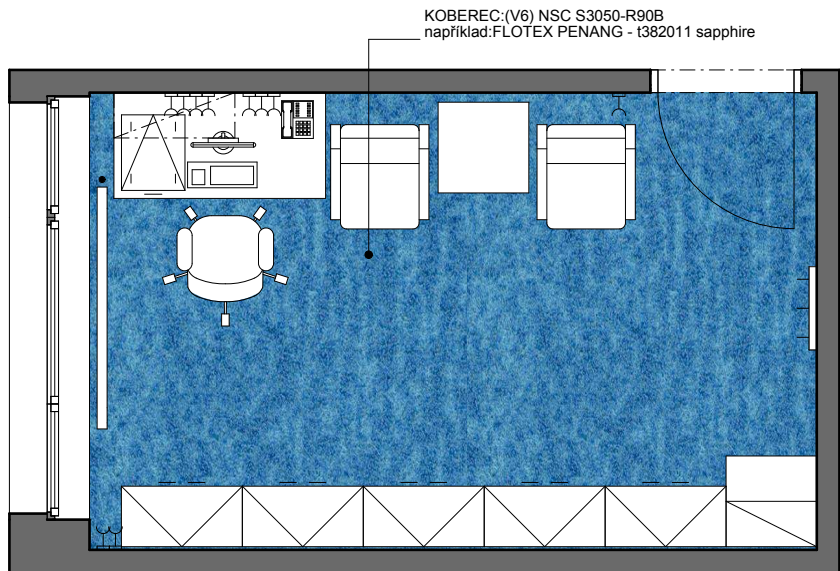 KOBEREC:(V6) NSC S3050-R90B
například:FLOTEX PENANG - t382011 sapphire